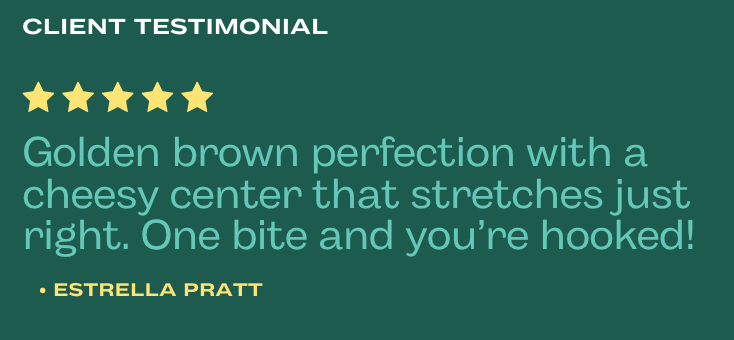 CLIENT TESTIMONIAL
Golden brown perfection with a
cheesy center that stretches just
right. One bite and you’re hooked!
• ESTRELLA PRATT